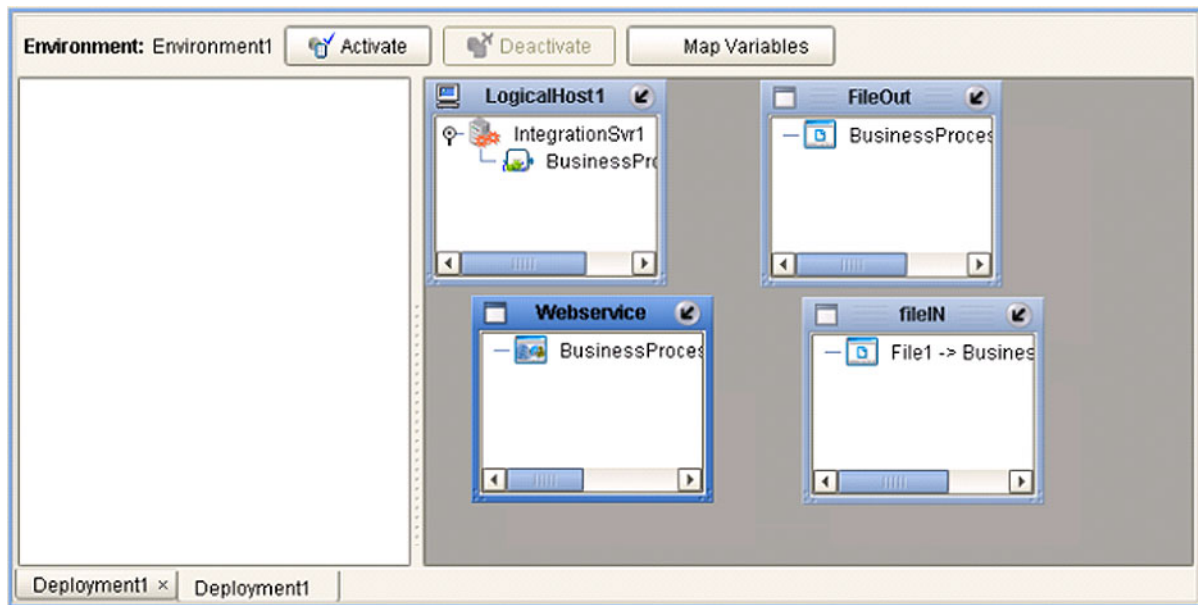 Environment: Environment1 Activate Deactivate Map Variables
LogicalHost1
IntegrationSvr1
BusinessPro
FileOut
BusinessProces
Webservice
BusinessProces
fileIN
File1 -> Busines
Deployment1 × Deployment1